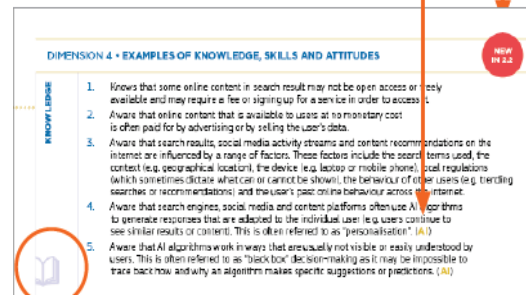 DIMENSION 4 • EXAMPLES OF KNOWLEDGE, SKILLS AND ATTITUDES
NEW
IN 2.2
KNOWLEDGE
1. Knows that some online content in search result may not be open access or freely
available and may require a fee or signing up for a service in order to access it.
2. Aware that online content that is available to users at no monetary cost
is often paid for by advertising or by selling the user's data.
3. Aware that search results, social media activity streams and content recommendations on the
internet are influenced by a range of factors. These factors include the search terms used, the
context (e.g. geographical location), the device (e.g. laptop or mobile phone), local regulations
(which sometimes dictate what can or cannot be shown), the behaviour of other users (e.g. trending
searches or recommendations) and the user's past online behaviour across the internet.
4. Aware that search engines, social media and content platforms often use AI algorithms
to generate responses that are adapted to the individual user (e.g. users continue to
see similar results or content). This is often referred to as "personalisation". (AI)
5. Aware that AI algorithms work in ways that are usually not visible or easily understood by
users. This is often referred to as "black box" decision-making as it may be impossible to
trace back how and why an algorithm makes specific suggestions or predictions. (AI)